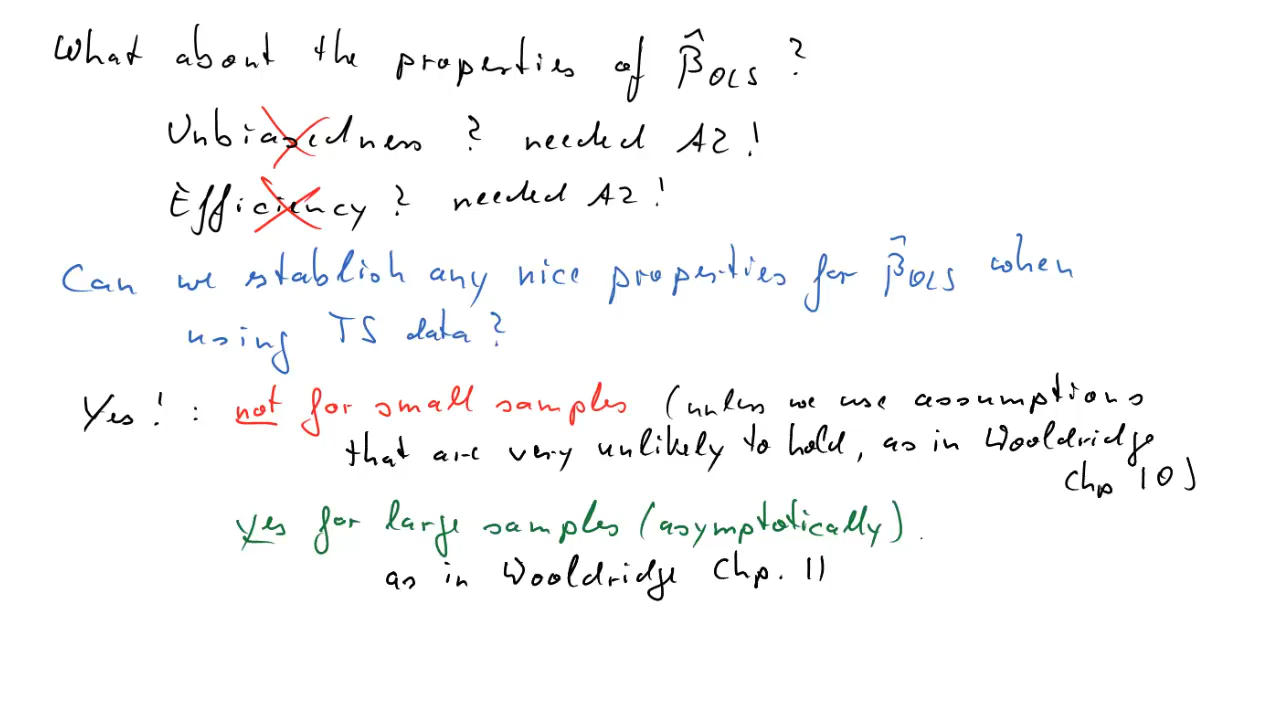 What about the properties of β̂OLS ?
Unbiasedness ? needed A2 !
Efficiency ? needed A2 !
Can we establish any nice properties for β̂OLS when
using TS data ?
Yes ! : not for small samples (unless we use assumptions
that are very unlikely to hold, as in Wooldridge
Chp 10)
yes for large samples (asymptotically).
as in Wooldridge Chp. 11